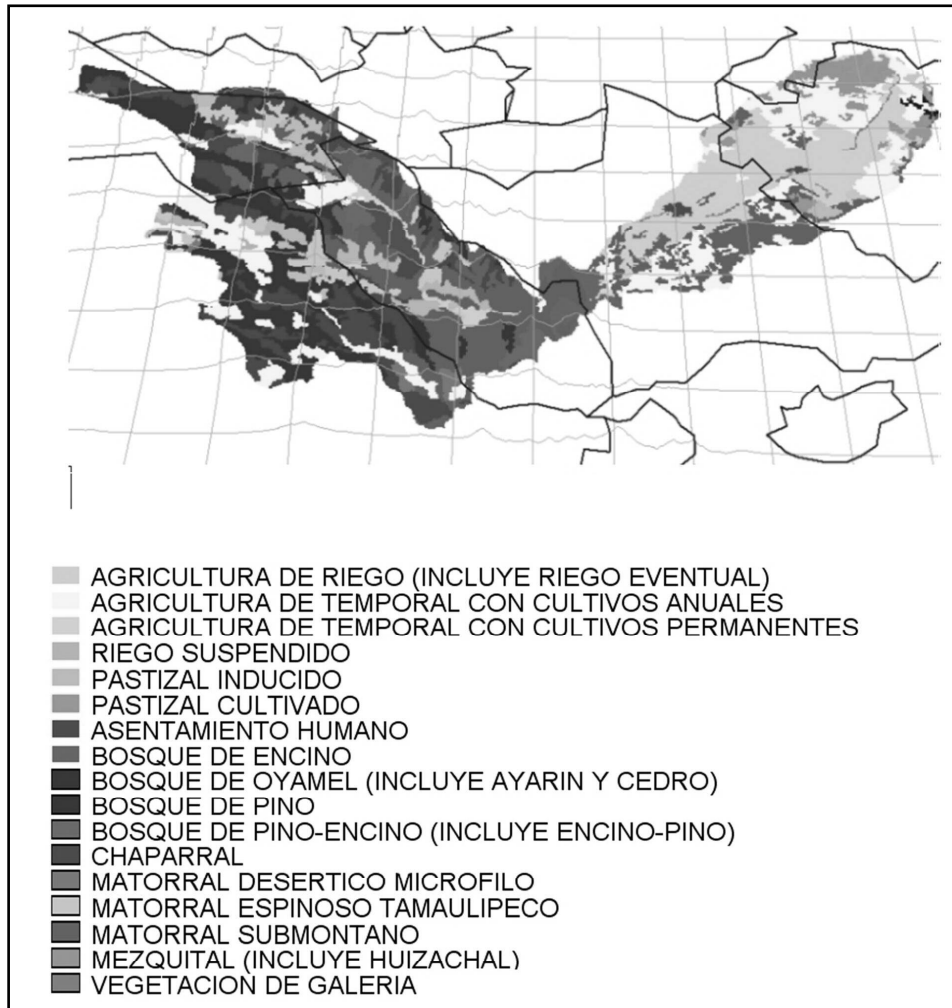 AGRICULTURA DE RIEGO (INCLUYE RIEGO EVENTUAL)
AGRICULTURA DE TEMPORAL CON CULTIVOS ANUALES
AGRICULTURA DE TEMPORAL CON CULTIVOS PERMANENTES
RIEGO SUSPENDIDO
PASTIZAL INDUCIDO
PASTIZAL CULTIVADO
ASENTAMIENTO HUMANO
BOSQUE DE ENCINO
BOSQUE DE OYAMEL (INCLUYE AYARIN Y CEDRO)
BOSQUE DE PINO
BOSQUE DE PINO-ENCINO (INCLUYE ENCINO-PINO)
CHAPARRAL
MATORRAL DESERTICO MICROFILO
MATORRAL ESPINOSO TAMAULIPECO
MATORRAL SUBMONTANO
MEZQUITAL (INCLUYE HUIZACHAL)
VEGETACION DE GALERIA